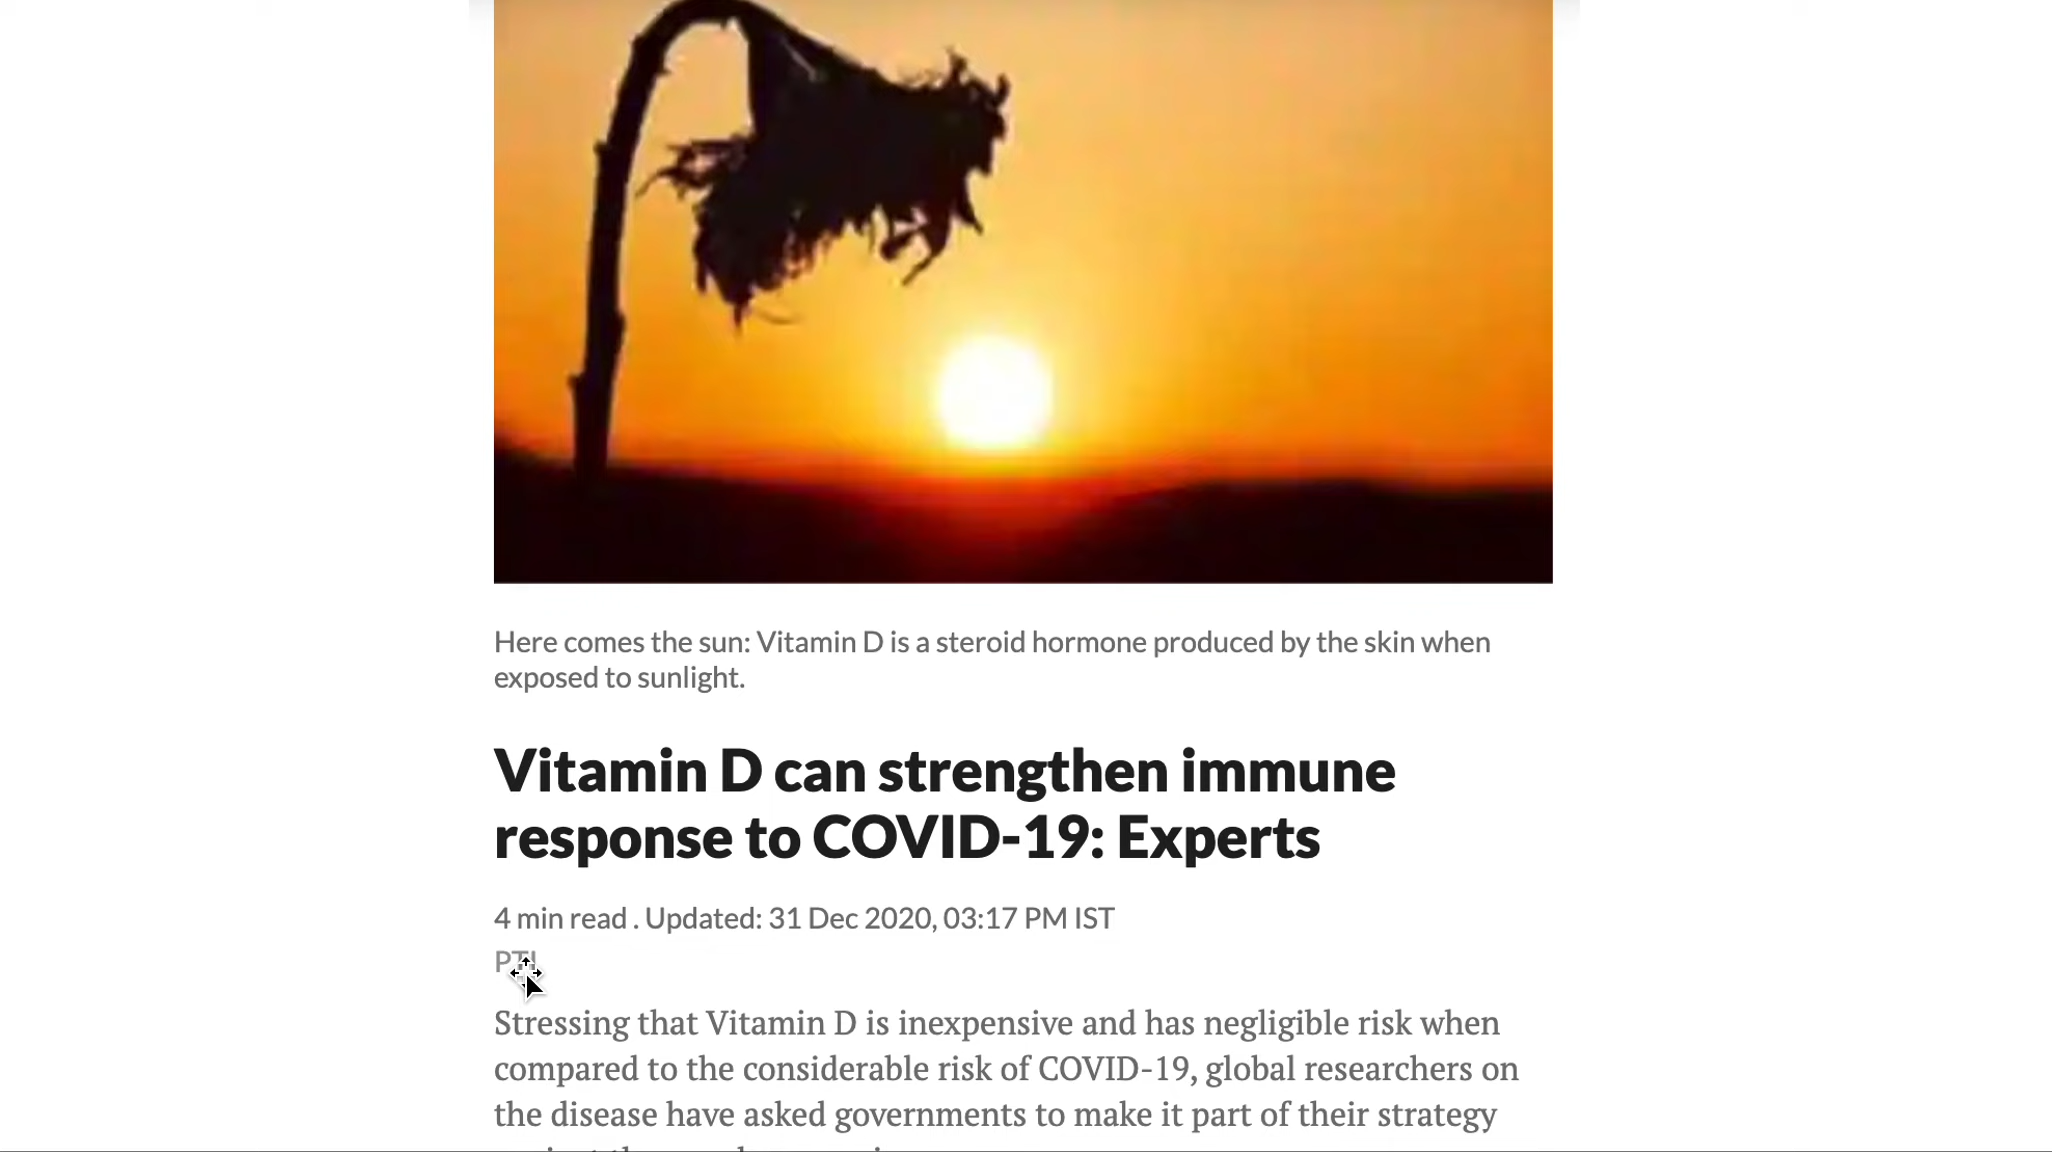 Here comes the sun: Vitamin D is a steroid hormone produced by the skin when
exposed to sunlight.
Vitamin D can strengthen immune
response to COVID-19: Experts
4 min read . Updated: 31 Dec 2020, 03:17 PM IST
PTI
Stressing that Vitamin D is inexpensive and has negligible risk when
compared to the considerable risk of COVID-19, global researchers on
the disease have asked governments to make it part of their strategy